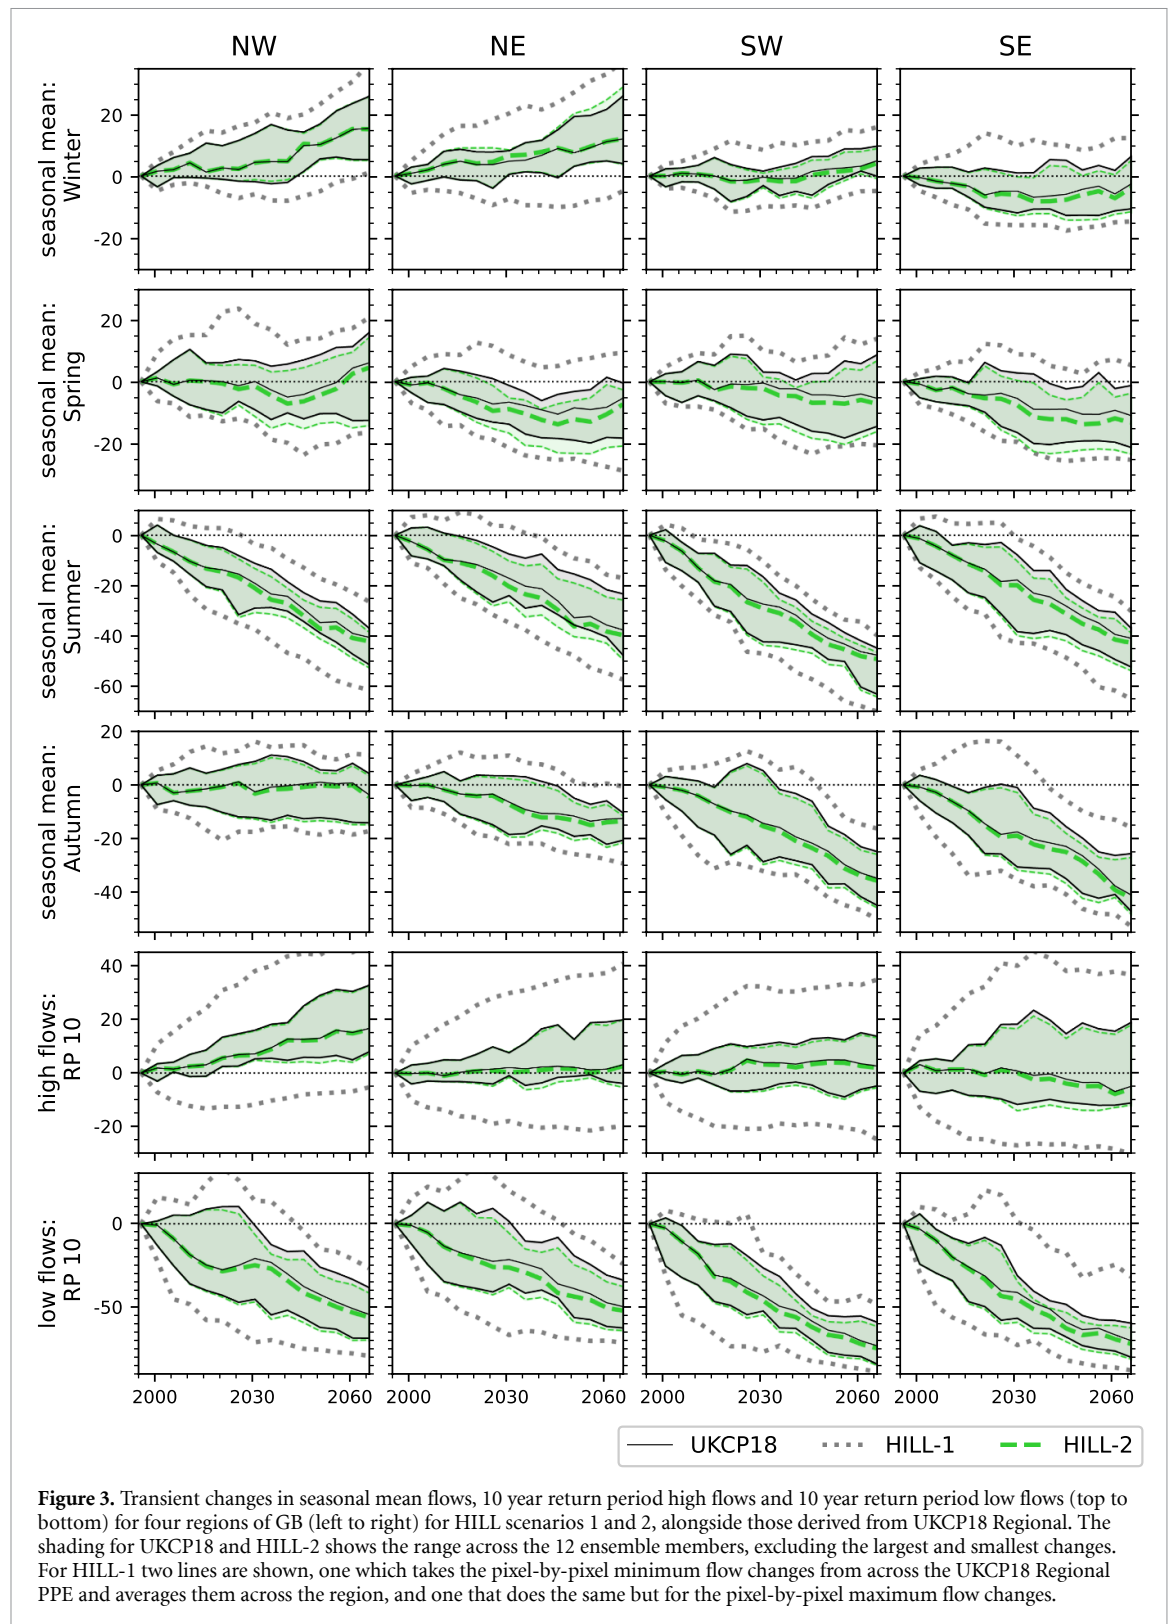 NW NE SW SE
seasonal mean:
Winter
20
0
-20
seasonal mean:
Spring
20
0
-20
seasonal mean:
Summer
0
-20
-40
-60
seasonal mean:
Autumn
20
0
-20
-40
high flows:
RP 10
40
20
0
-20
low flows:
RP 10
0
-50
2000 2030 2060 2000 2030 2060 2000 2030 2060 2000 2030 2060
UKCP18 HILL-1 HILL-2
Figure 3. Transient changes in seasonal mean flows, 10 year return period high flows and 10 year return period low flows (top to
bottom) for four regions of GB (left to right) for HILL scenarios 1 and 2, alongside those derived from UKCP18 Regional. The
shading for UKCP18 and HILL-2 shows the range across the 12 ensemble members, excluding the largest and smallest changes.
For HILL-1 two lines are shown, one which takes the pixel-by-pixel minimum flow changes from across the UKCP18 Regional
PPE and averages them across the region, and one that does the same but for the pixel-by-pixel maximum flow changes.